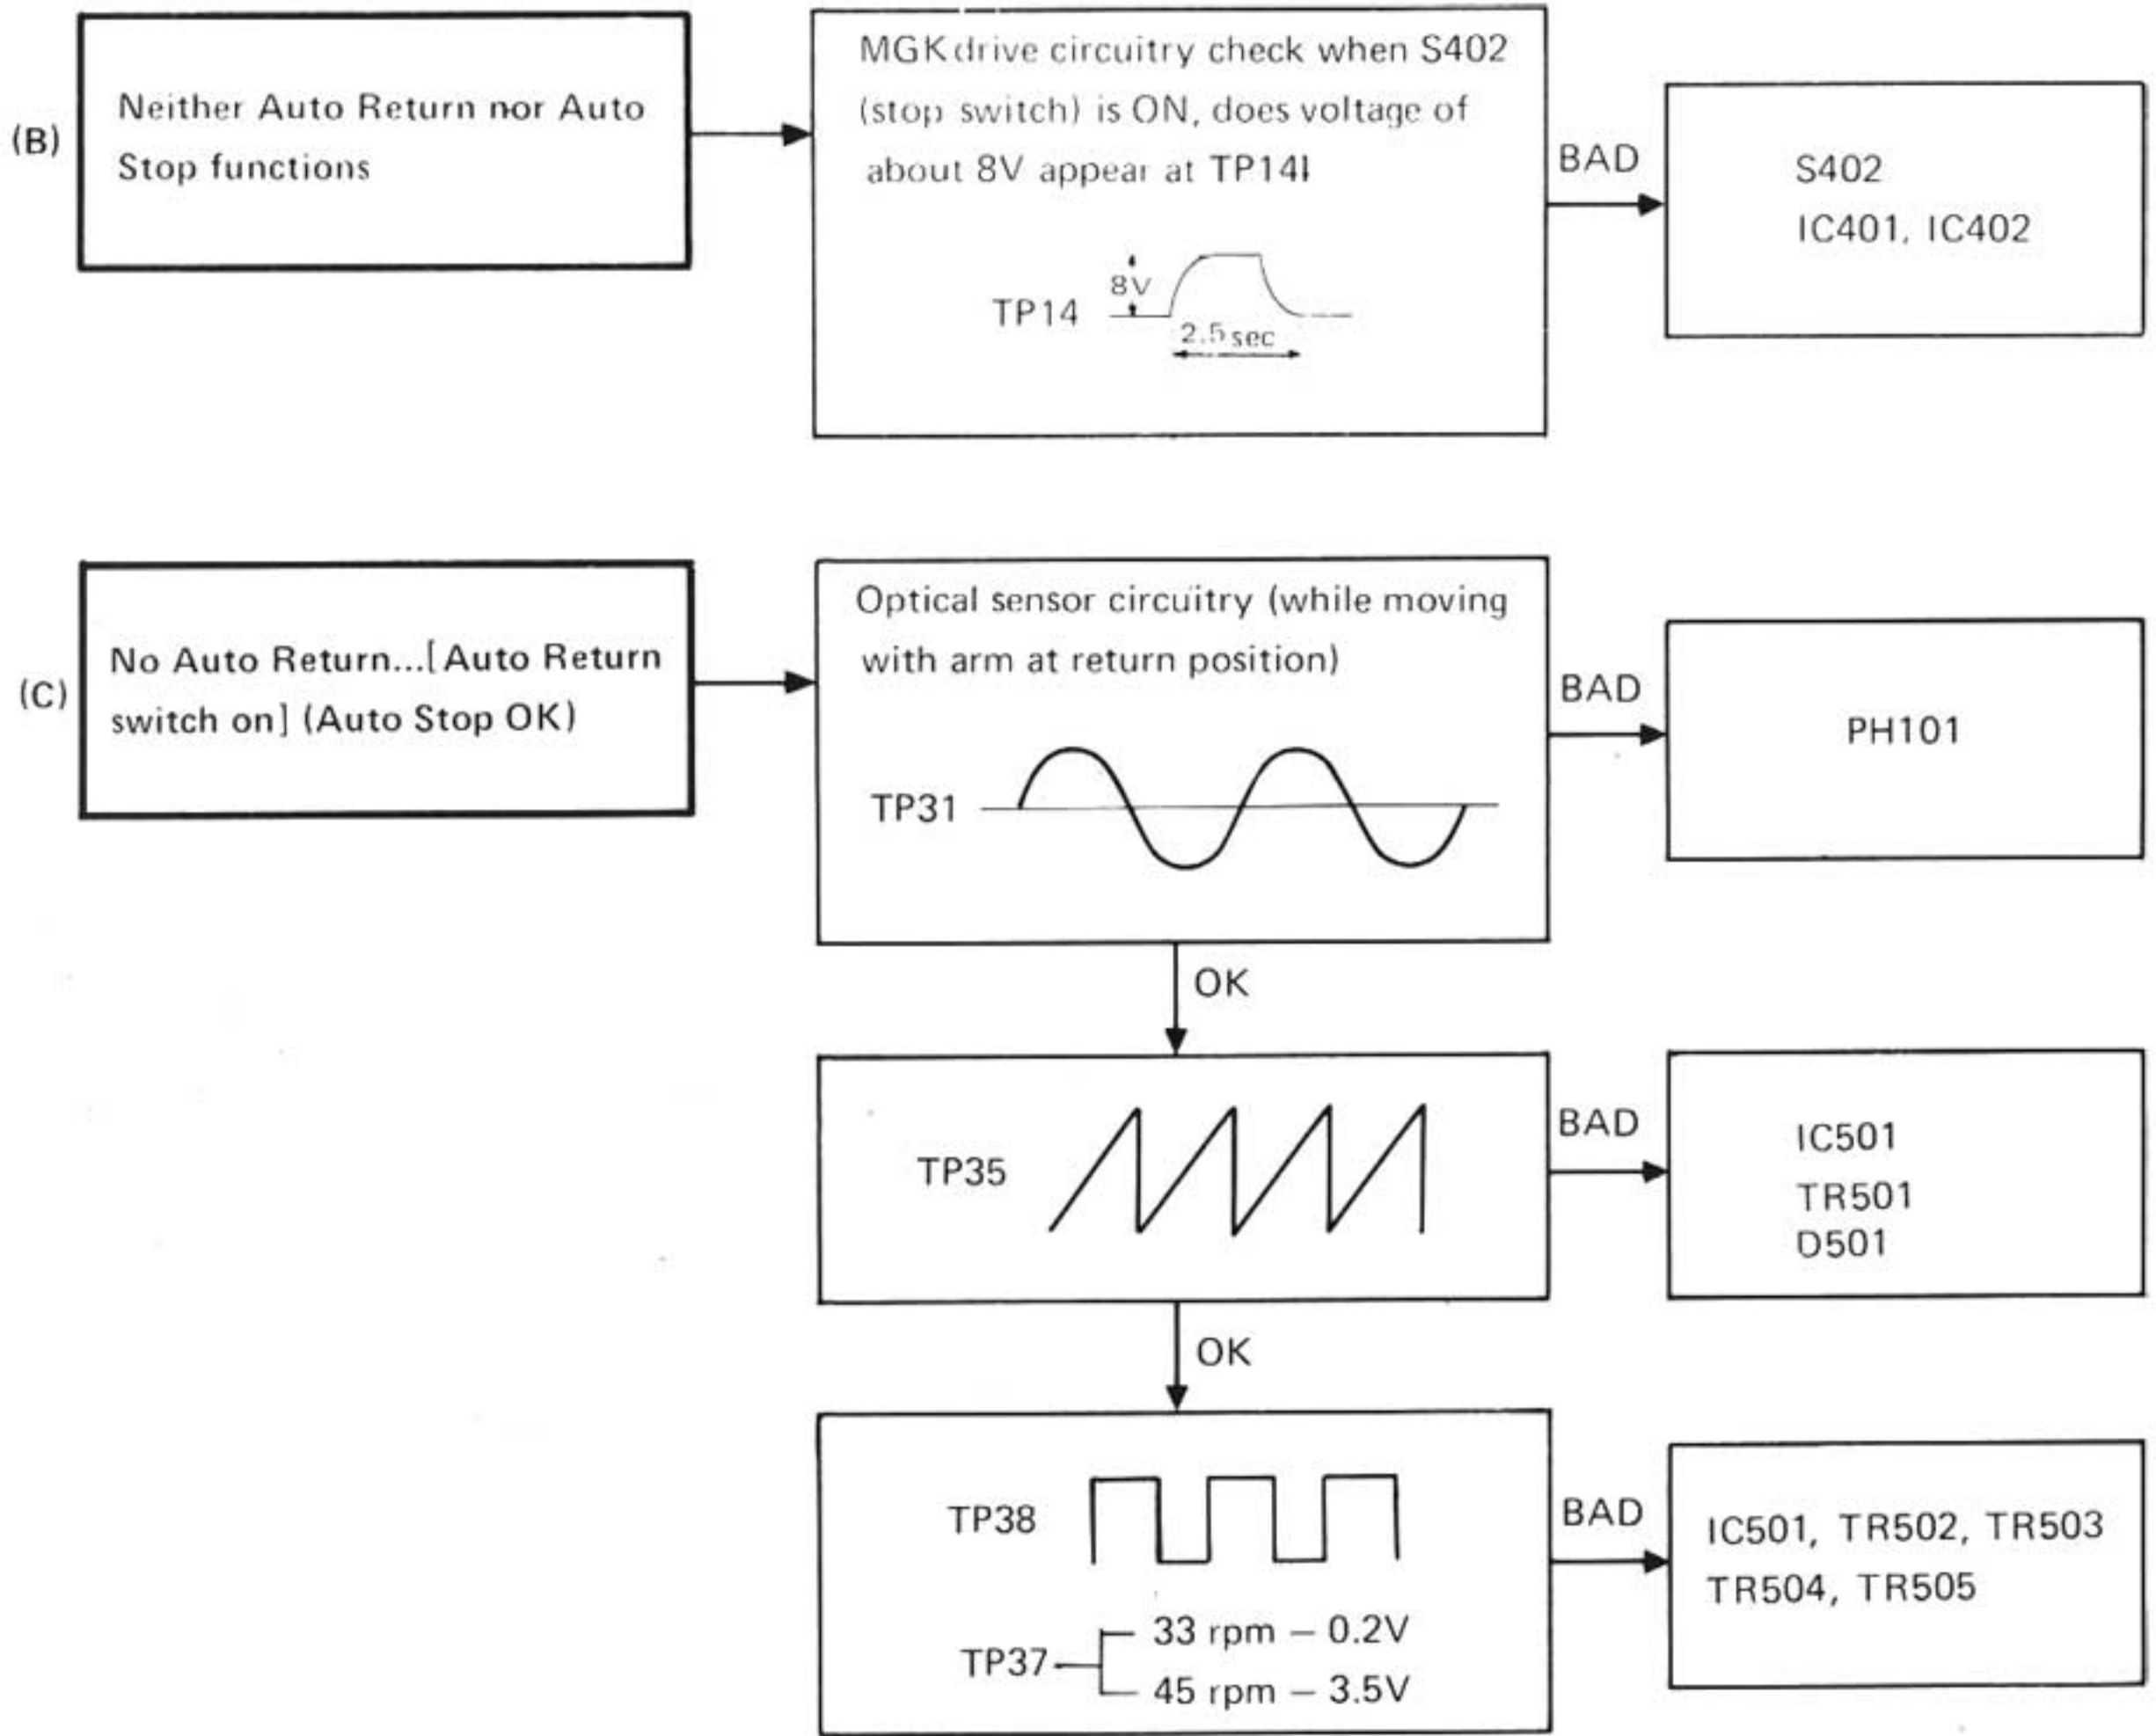 (B)
Neither Auto Return nor Auto
Stop functions
MGK drive circuitry check when S402
(stop switch) is ON, does voltage of
about 8V appear at TP14I
TP14
8V
2.5 sec
BAD
S402
IC401, IC402
(C)
No Auto Return...[Auto Return
switch on] (Auto Stop OK)
Optical sensor circuitry (while moving
with arm at return position)
TP31
BAD
PH101
OK
TP35
BAD
IC501
TR501
D501
OK
TP38
TP37
33 rpm — 0.2V
45 rpm — 3.5V
BAD
IC501, TR502, TR503
TR504, TR505